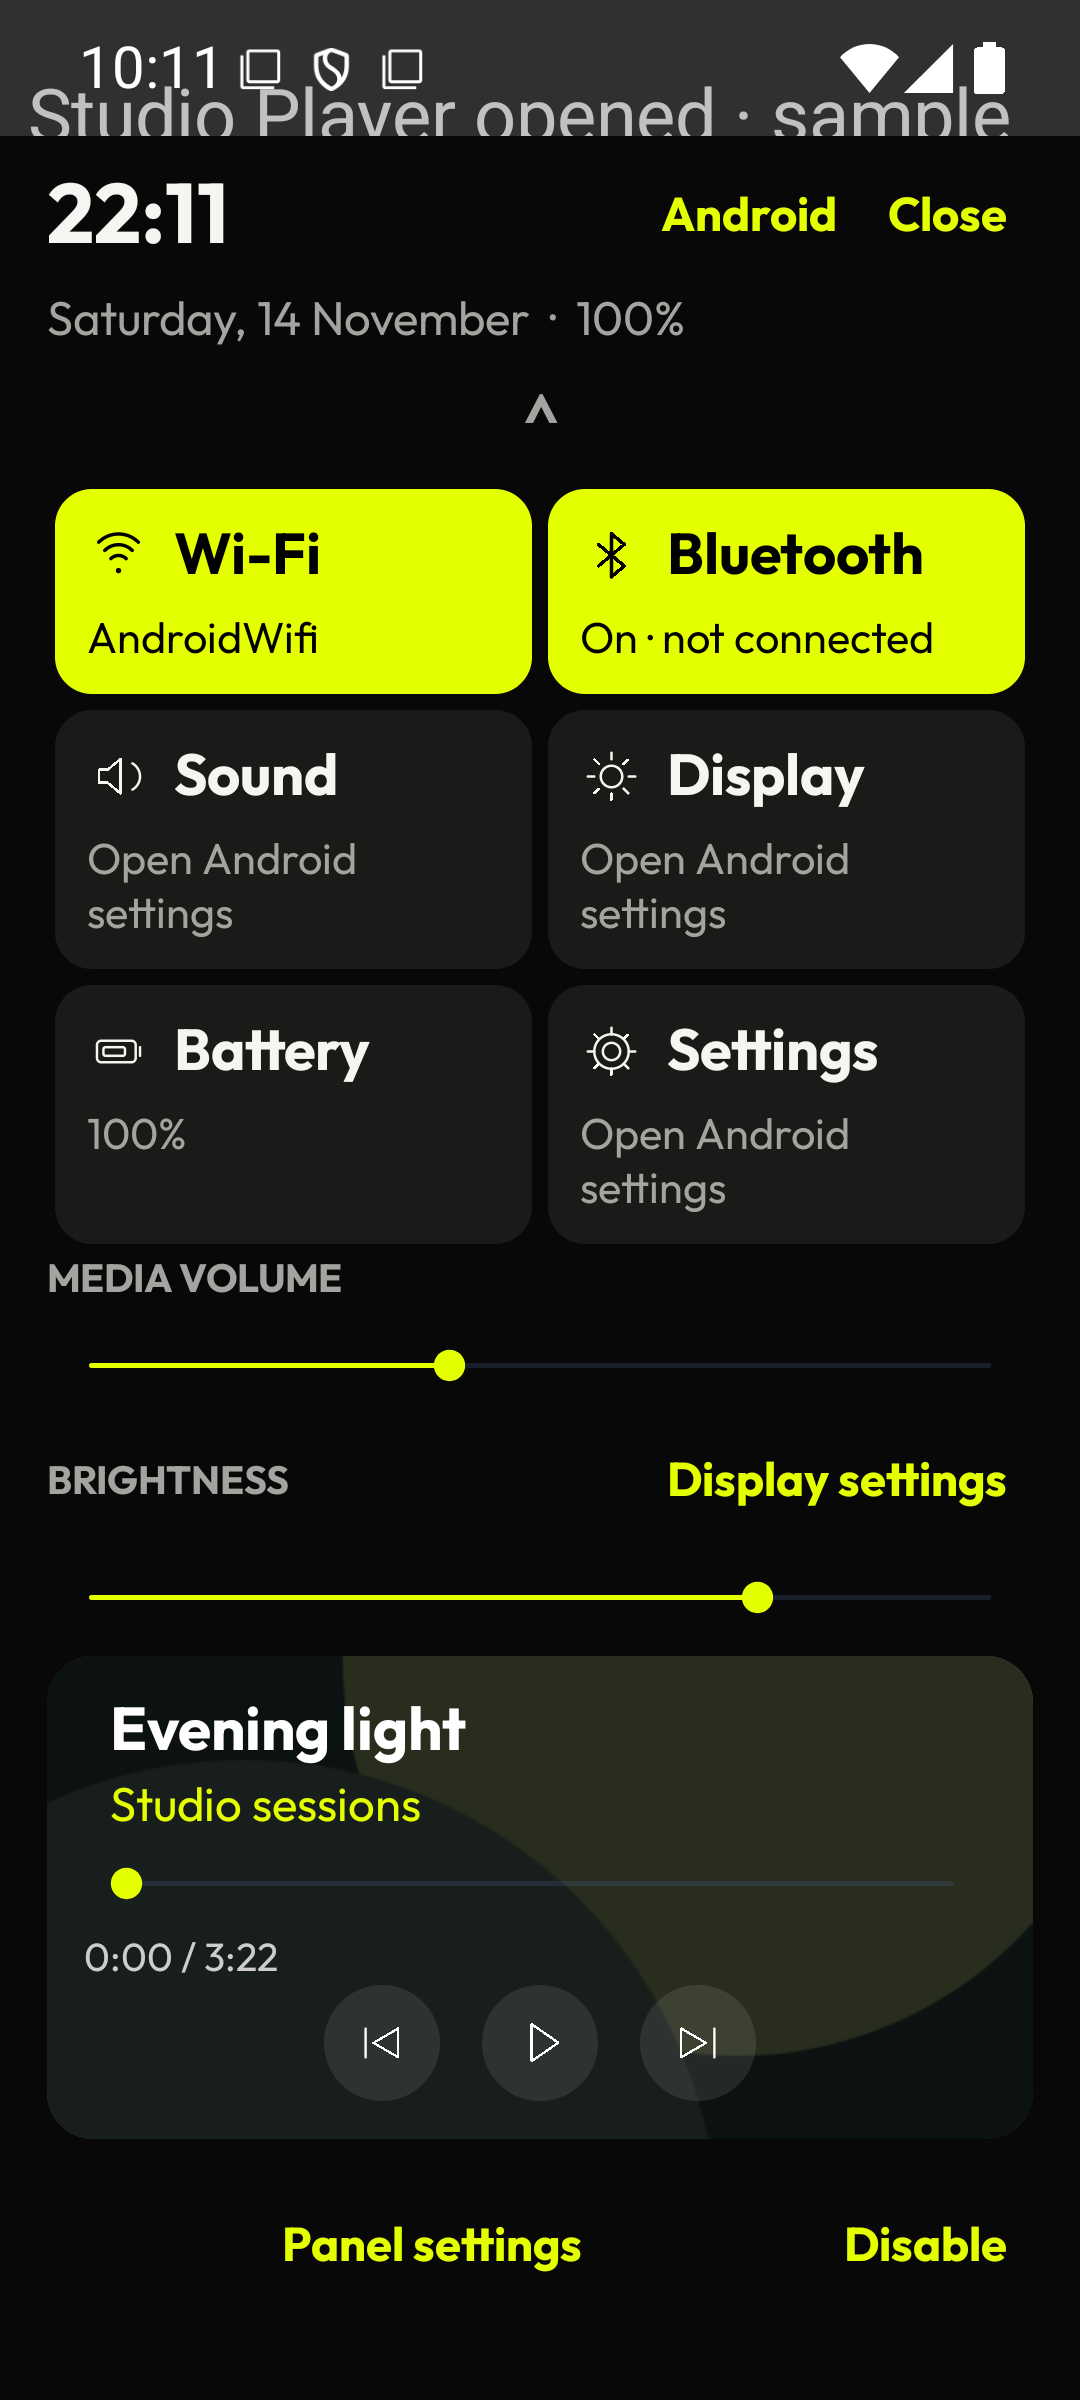 10:11
Studio Player opened · sample
22:11
Android
Close
Saturday, 14 November · 100%
Wi-Fi
AndroidWifi
Bluetooth
On · not connected
Sound
Open Android
settings
Display
Open Android
settings
Battery
100%
Settings
Open Android
settings
MEDIA VOLUME
BRIGHTNESS
Display settings
Evening light
Studio sessions
0:00 / 3:22
Panel settings
Disable